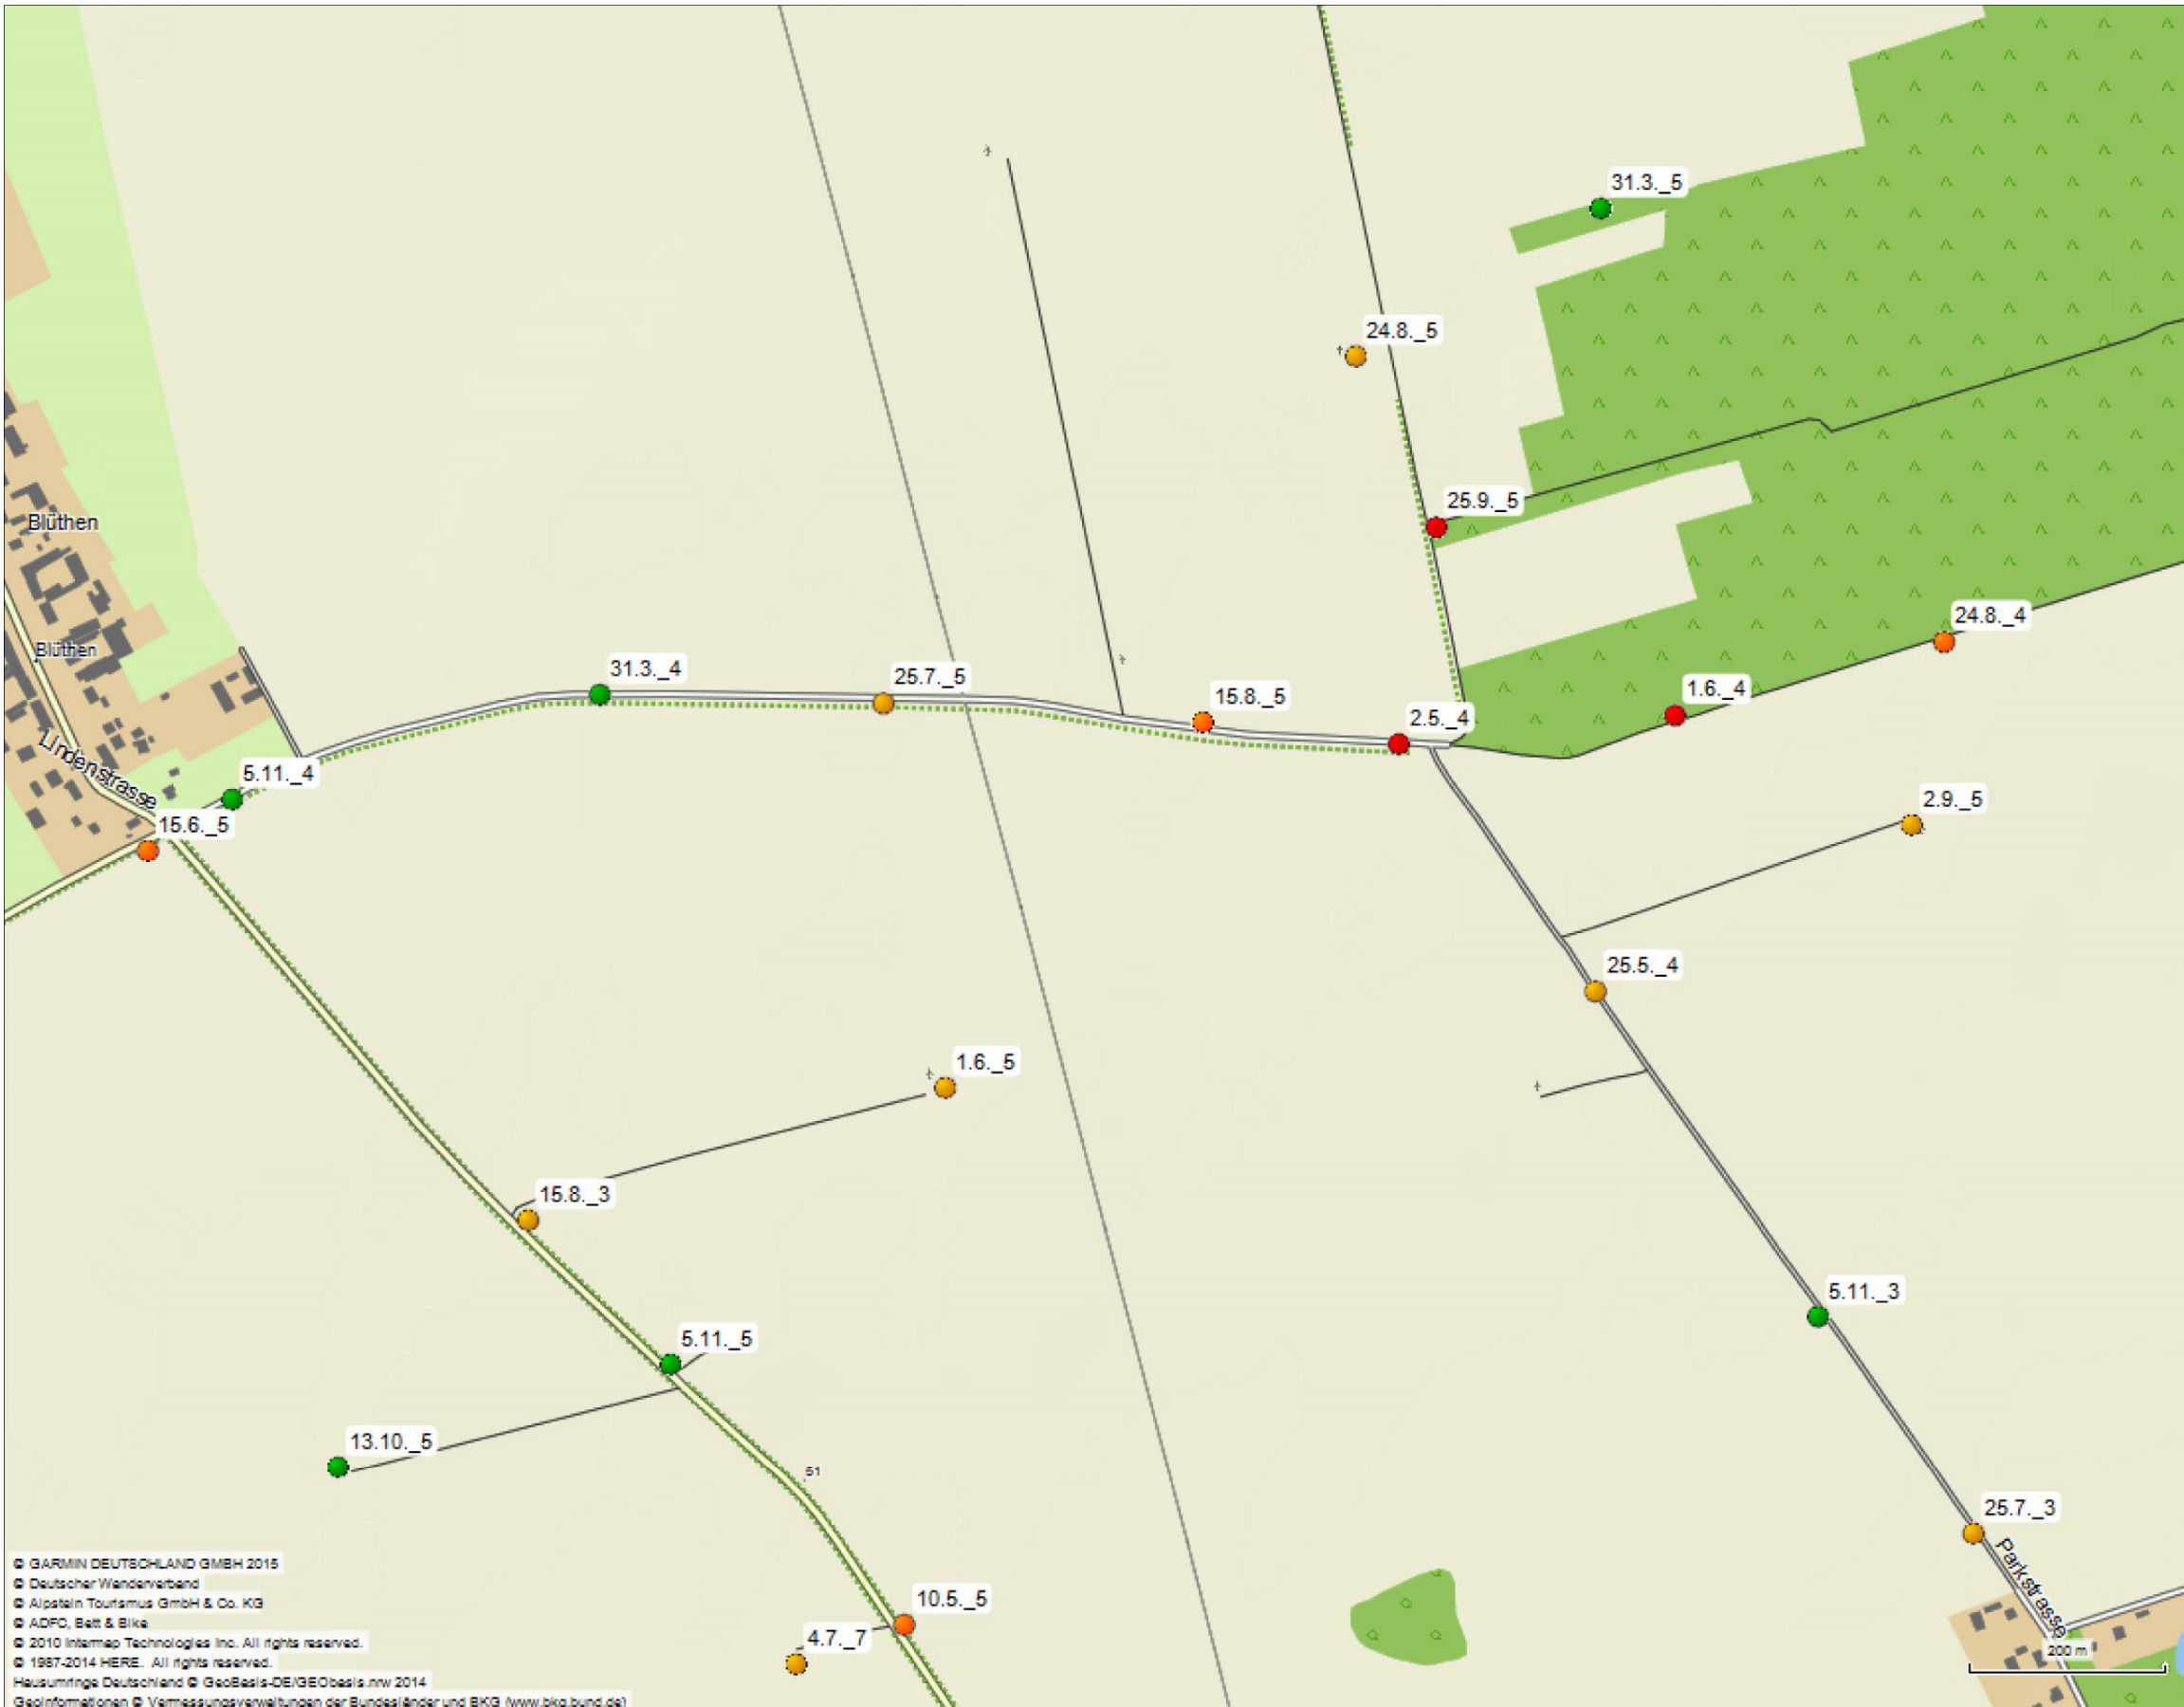 31.3._5
24.8._5
25.9._5
Blüthen
24.8._4
Blüthen
31.3._4
25.7._5
1.6._4
15.8._5
2.5._4
Lindenstrasse
5.11._4
2.9._5
15.6._5
25.5._4
1.6._5
15.8._3
5.11._3
5.11._5
13.10._5
51
25.7._3
Parkstrasse
10.5._5
4.7._7
200 m
© GARMIN DEUTSCHLAND GMBH 2015
© Deutscher Wanderverband
© Alpstein Tourismus GmbH & Co. KG
© ADFC, Bett & Bike
© 2010 Intermap Technologies Inc. All rights reserved.
© 1987-2014 HERE. All rights reserved.
Hausumringe Deutschland © GeoBasis-DE/GEObasis.nrw 2014
Geoinformationen © Vermessungsverwaltungen der Bundesländer und BKG (www.bkg.bund.de)